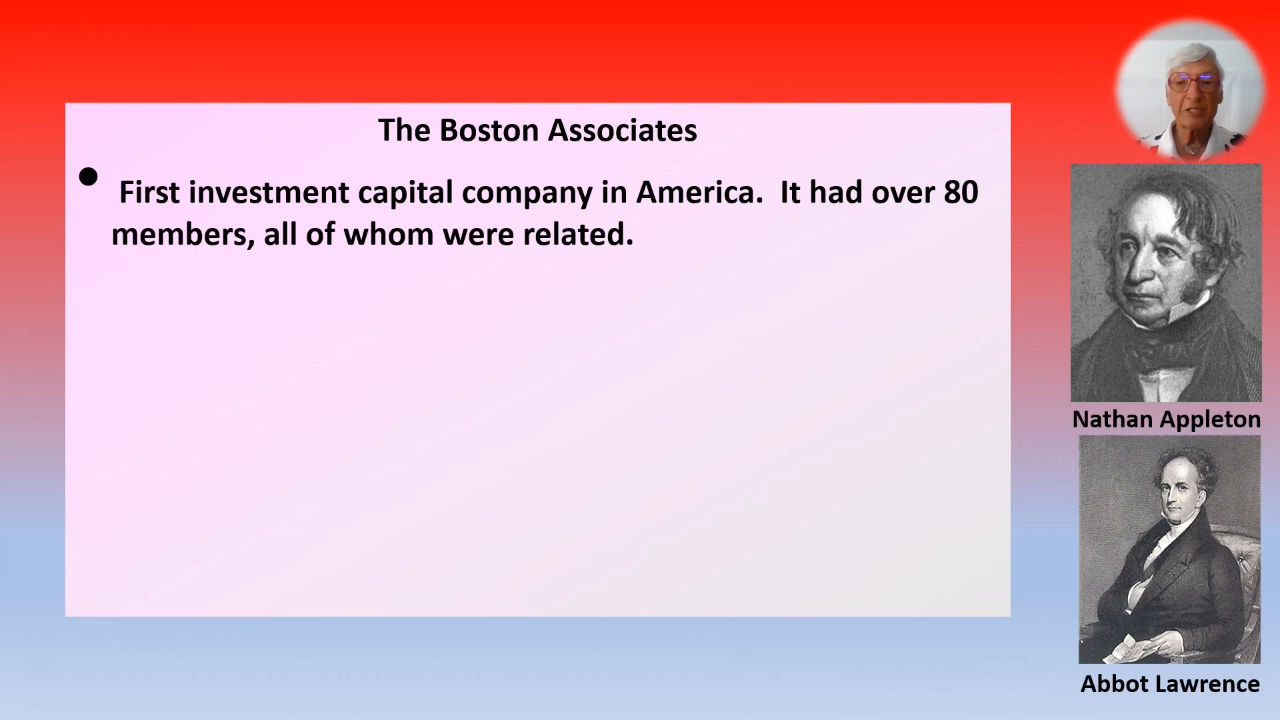 The Boston Associates
• First investment capital company in America.  It had over 80
members, all of whom were related.
Nathan Appleton
Abbot Lawrence